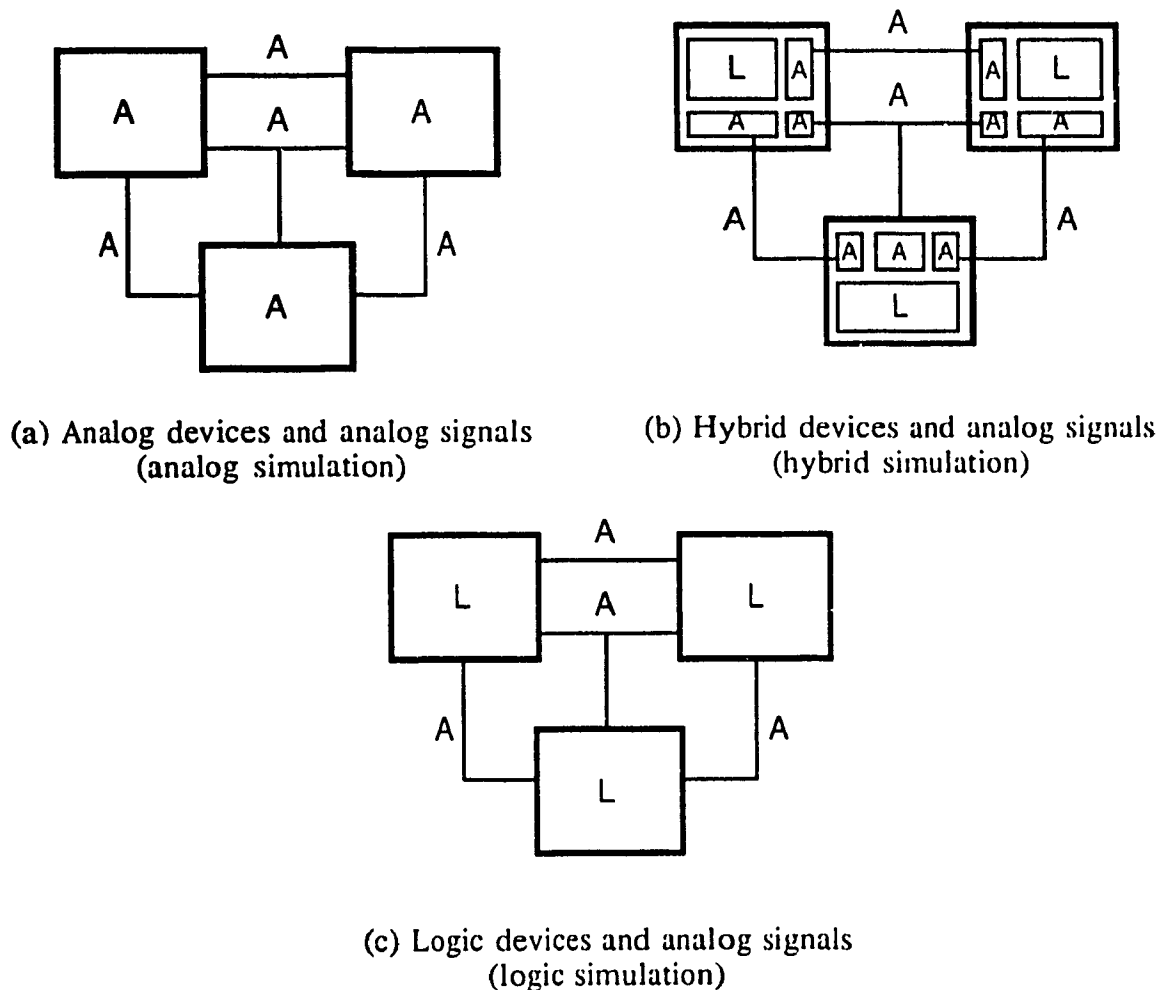 A
A
A
A
A
A
A
(a) Analog devices and analog signals
(analog simulation)
A
L
A
A
L
A
A
A
A
A
A
A
A
A
A
L
(b) Hybrid devices and analog signals
(hybrid simulation)
A
L
A
L
A
A
L
(c) Logic devices and analog signals
(logic simulation)